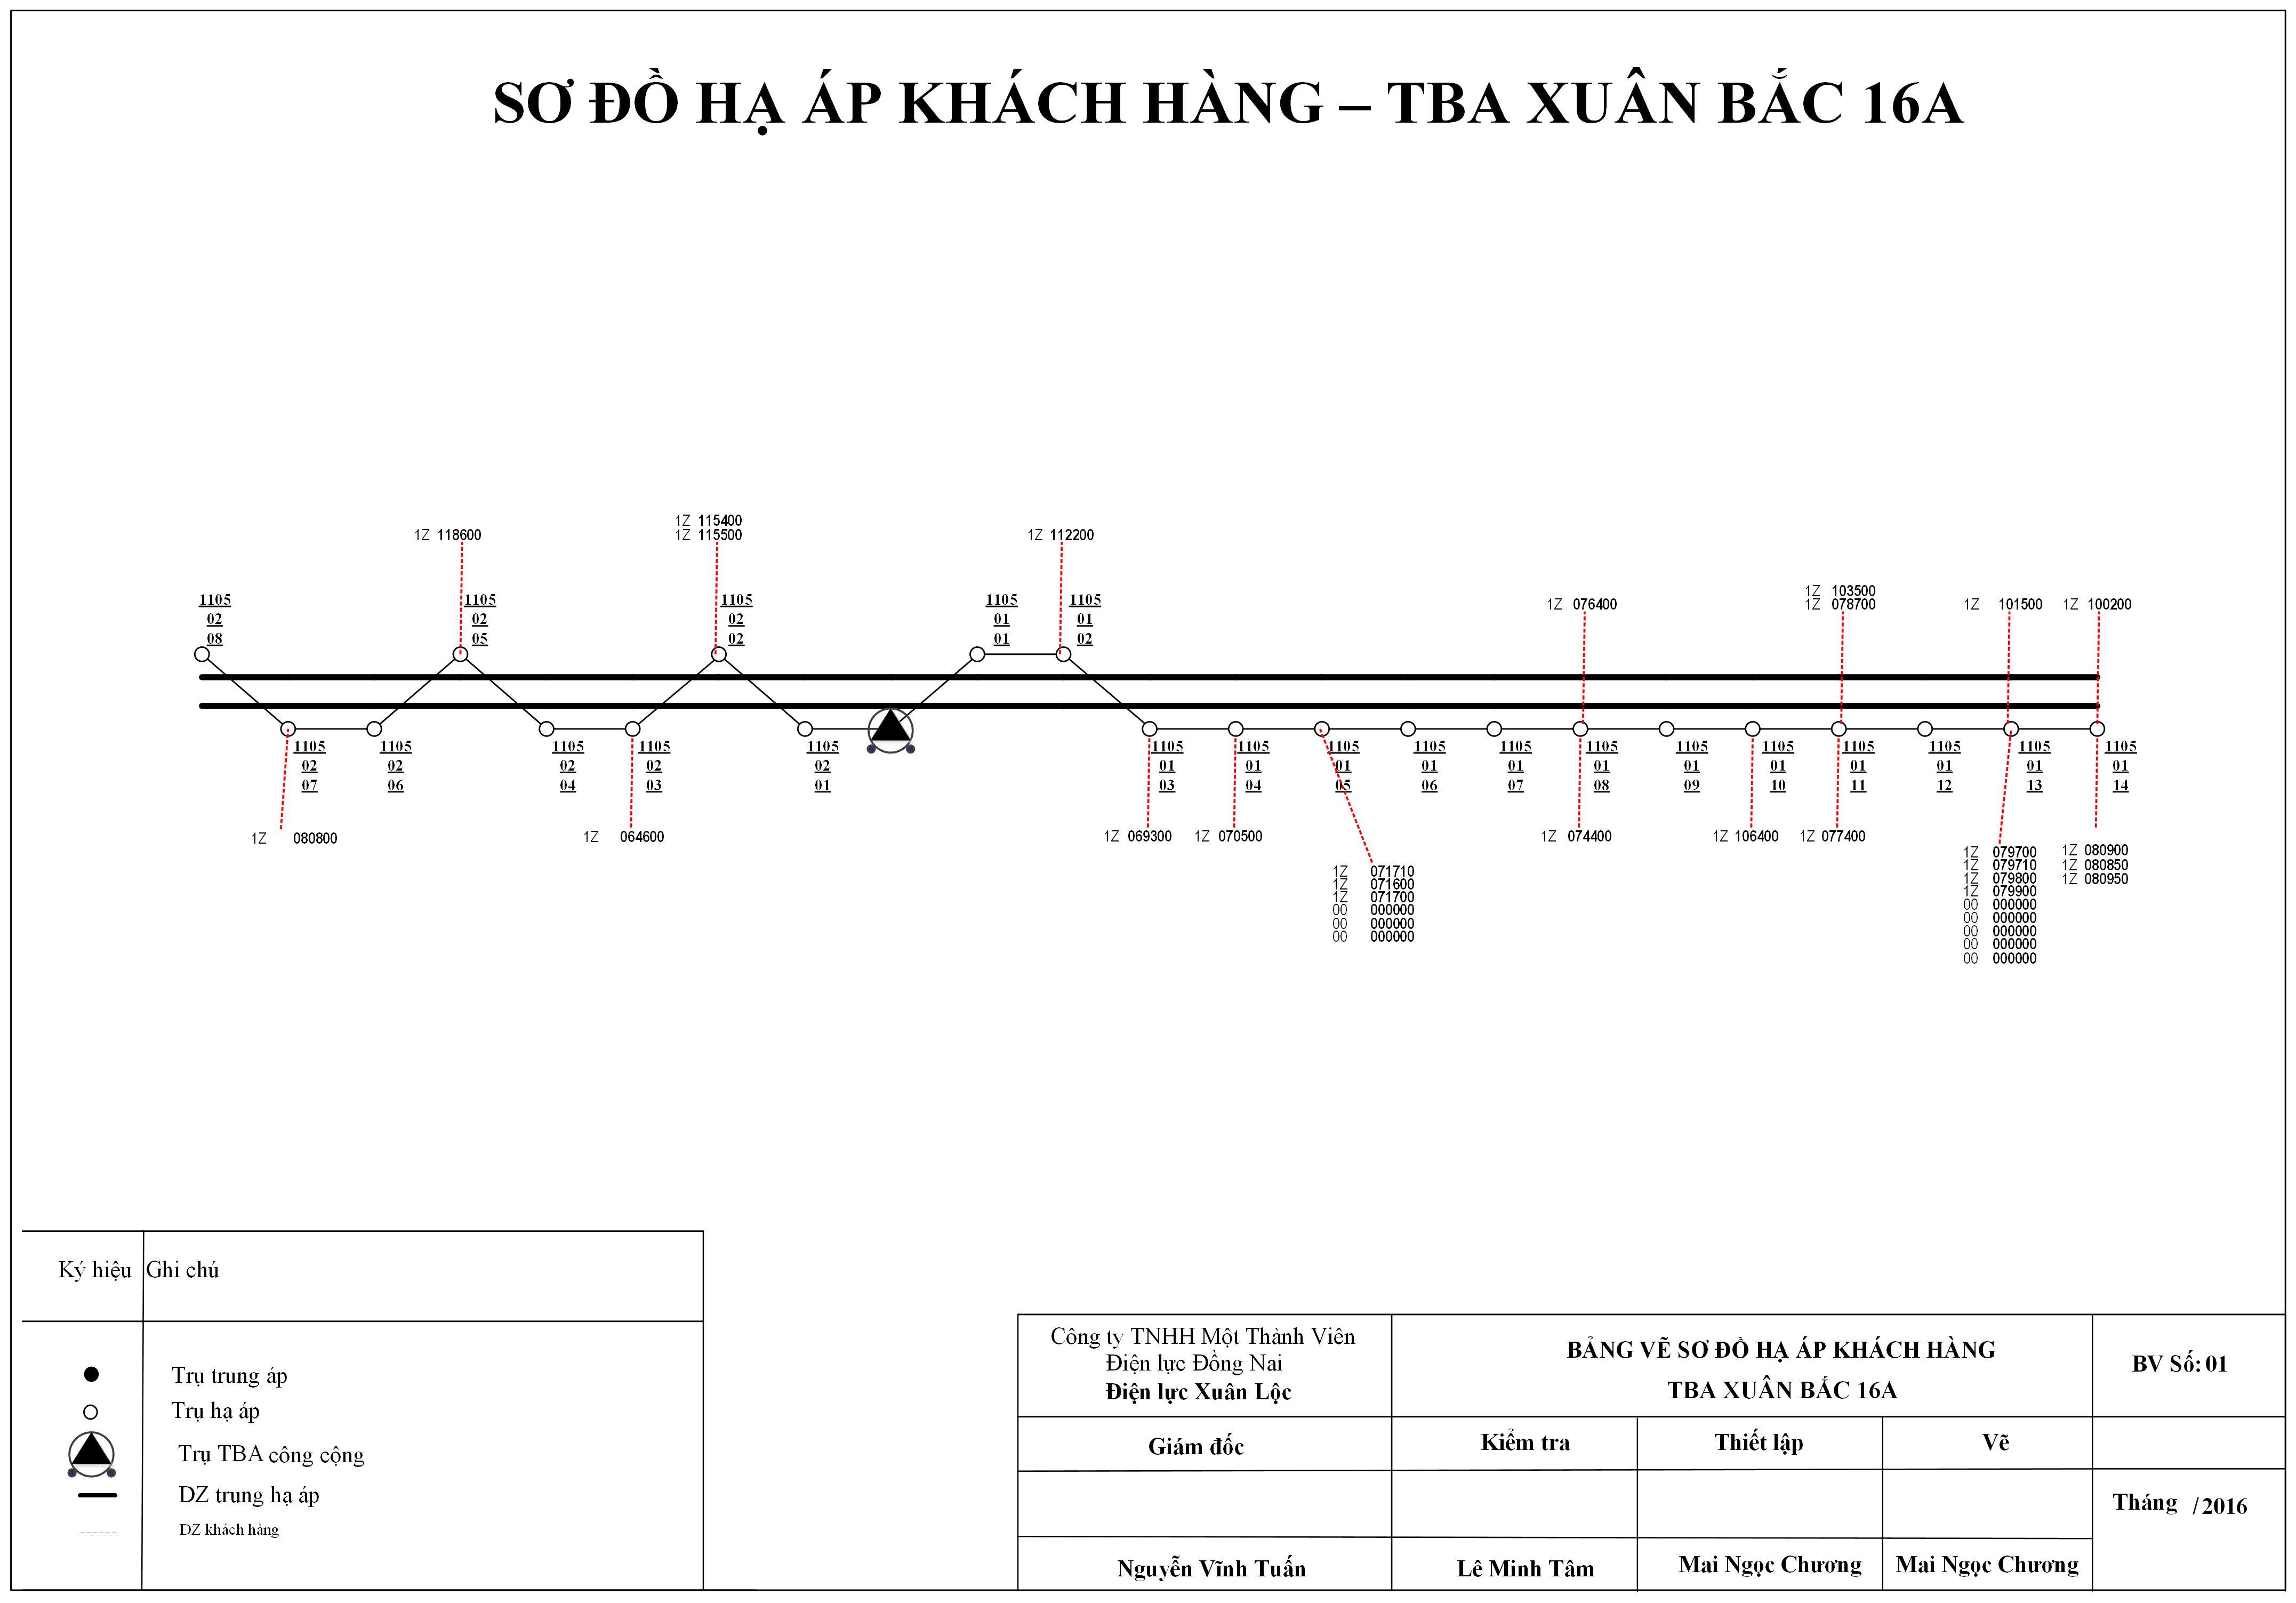 SƠ ĐỒ HẠ ÁP KHÁCH HÀNG – TBA XUÂN BẮC 16A
1Z 115400
1Z 118600
1Z 115500
1Z 112200
1Z 103500
1Z 076400
1Z 078700
1Z 101500
1Z 100200
1105
02
08
1105
02
05
1105
02
02
1105
01
01
1105
01
02
1105
02
07
1105
02
06
1105
02
04
1105
02
03
1105
02
01
1105
01
03
1105
01
04
1105
01
05
1105
01
06
1105
01
07
1105
01
08
1105
01
09
1105
01
10
1105
01
11
1105
01
12
1105
01
13
1105
01
14
1Z 080800
1Z 064600
1Z 069300
1Z 070500
1Z 074400
1Z 106400
1Z 077400
1Z 071710
1Z 071600
1Z 071700
00 000000
00 000000
00 000000
1Z 079700
1Z 079710
1Z 079800
1Z 079900
00 000000
00 000000
00 000000
00 000000
00 000000
1Z 080900
1Z 080850
1Z 080950
Ký hiệu Ghi chú
Trụ trung áp
Trụ hạ áp
Trụ TBA công cộng
DZ trung hạ áp
DZ khách hàng
Công ty TNHH Một Thành Viên
Điện lực Đồng Nai
Điện lực Xuân Lộc
BẢNG VẼ SƠ ĐỒ HẠ ÁP KHÁCH HÀNG
TBA XUÂN BẮC 16A
BV Số: 01
Giám đốc
Kiểm tra
Thiết lập
Vẽ
Tháng /2016
Nguyễn Vĩnh Tuấn
Lê Minh Tâm
Mai Ngọc Chương
Mai Ngọc Chương